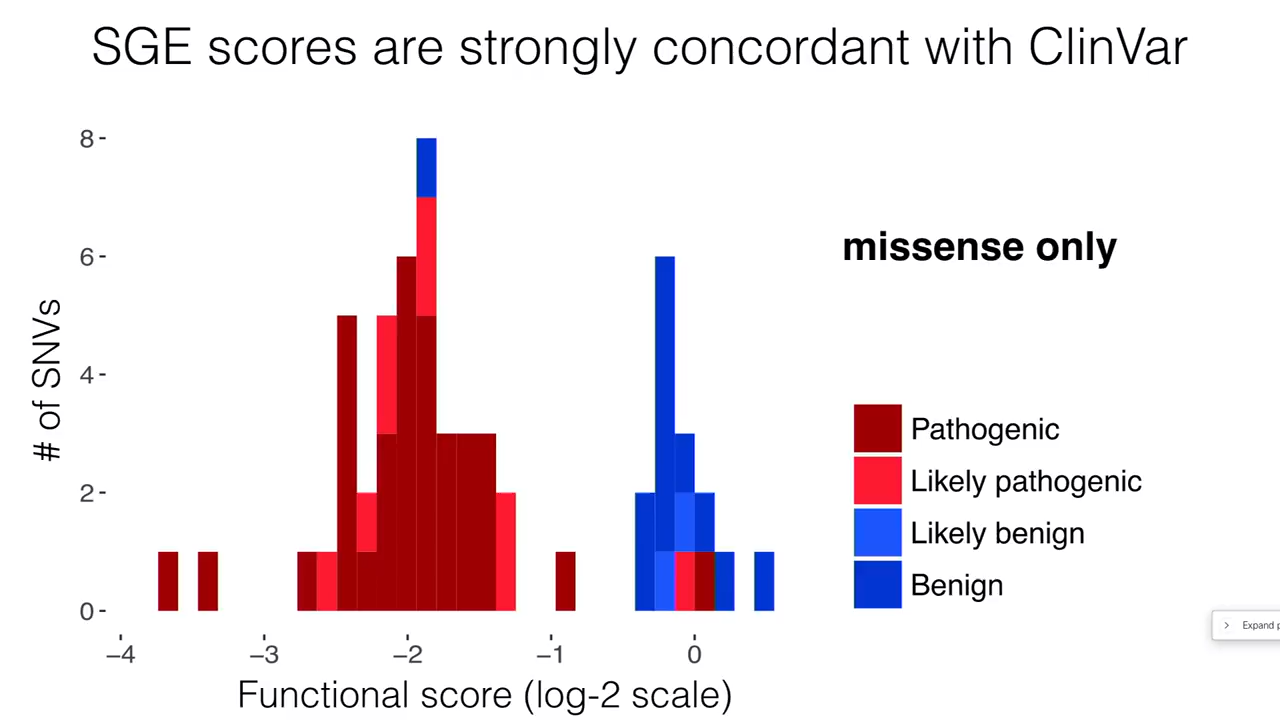 SGE scores are strongly concordant with ClinVar
8
6
4
2
0
# of SNVs
−4
−3
−2
−1
0
Functional score (log-2 scale)
missense only
Pathogenic
Likely pathogenic
Likely benign
Benign
Expand